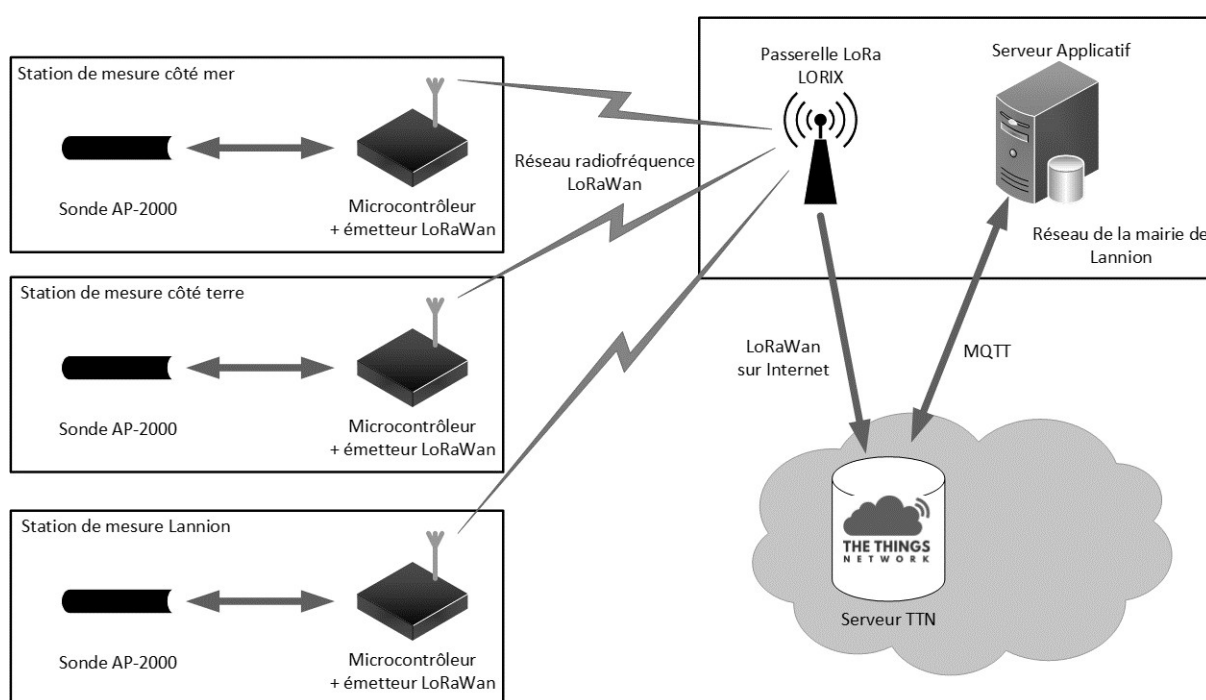 Station de mesure côté mer
Sonde AP-2000
Microcontrôleur
+ émetteur LoRaWan
Station de mesure côté terre
Sonde AP-2000
Microcontrôleur
+ émetteur LoRaWan
Station de mesure Lannion
Sonde AP-2000
Microcontrôleur
+ émetteur LoRaWan
Réseau radiofréquence
LoRaWan
Passerelle LoRa
LORIX
Serveur Applicatif
Réseau de la mairie de
Lannion
LoRaWan
sur Internet
MQTT
THE THINGS
NETWORK
Serveur TTN